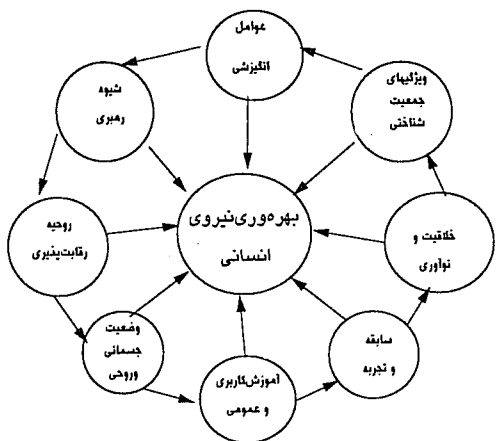 عوامل
انگیزشی
ویژگیهای
جمعیت
شناختی
شیوه
رهبری
بهره‌وری نیروی
انسانی
روحیه
رقابت‌پذیری
خلاقیت و
نوآوری
وضعیت
جسمانی
وروحی
سابقه
و تجربه
آموزش کاربری
و عمومی